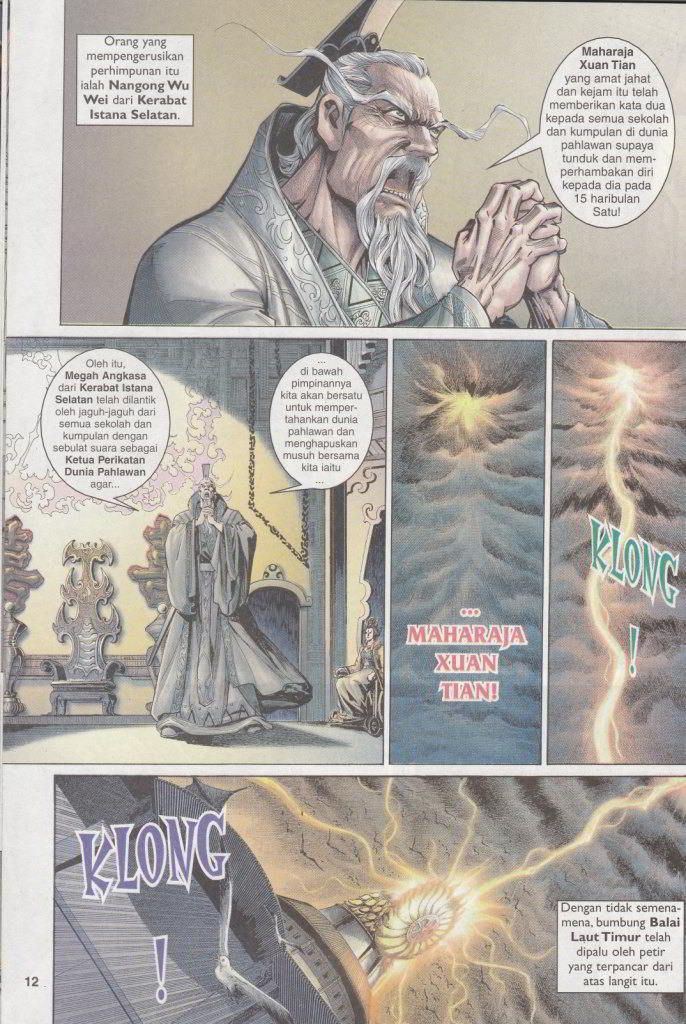 Orang yang
mempengerusikan
perhimpunan itu
ialah Nangong Wu
Wei dari Kerabat
Istana Selatan.
Maharaja
Xuan Tian
yang amat jahat
dan kejam itu telah
memberikan kata dua
kepada semua sekolah
dan kumpulan di dunia
pahlawan supaya
tunduk dan mem-
perhambakan diri
kepada dia pada
15 haribulan
Satu!
Oleh itu,
Megah Angkasa
dari Kerabat Istana
Selatan telah dilantik
oleh jaguh-jaguh dari
semua sekolah dan
kumpulan dengan
sebulat suara sebagai
Ketua Perikatan
Dunia Pahlawan
agar...
...
di bawah
pimpinannya
kita akan bersatu
untuk memper-
tahankan dunia
pahlawan dan
menghapuskan
musuh bersama
kita iaitu
...
...
MAHARAJA
XUAN
TIAN!
KLONG
!
KLONG
!
Dengan tidak semena-
mena, bumbung Balai
Laut Timur telah
dipalu oleh petir
yang terpancar dari
atas langit itu.
12